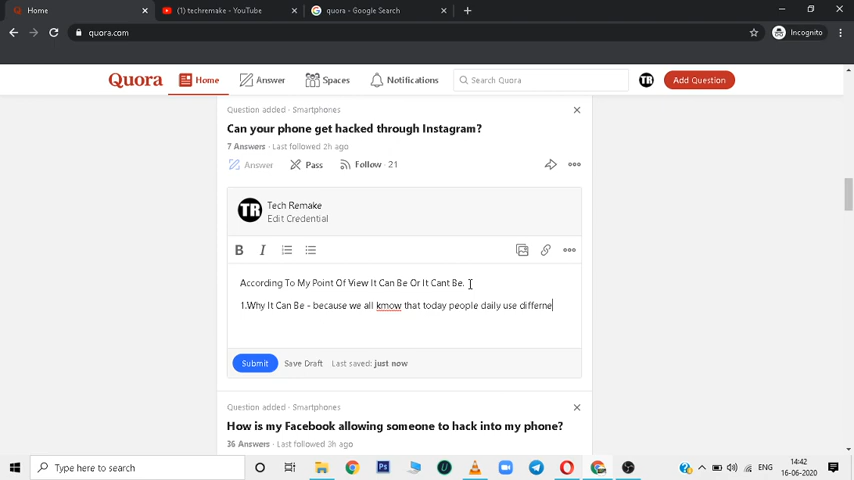 Home
(1) techremake - YouTube
quora - Google Search
quora.com
Incognito
Quora
Home
Answer
Spaces
Notifications
Search Quora
TR
Add Question
Question added · Smartphones
Can your phone get hacked through Instagram?
7 Answers · Last followed 2h ago
Answer
Pass
Follow · 21
TR
Tech Remake
Edit Credential
B I
According To My Point Of View It Can Be Or It Cant Be.
1.Why It Can Be - because we all kmow that today people daily use differne
Submit
Save Draft
Last saved: just now
Question added · Smartphones
How is my Facebook allowing someone to hack into my phone?
36 Answers · Last followed 3h ago
Type here to search
Ps
ENG
14:42
16-06-2020